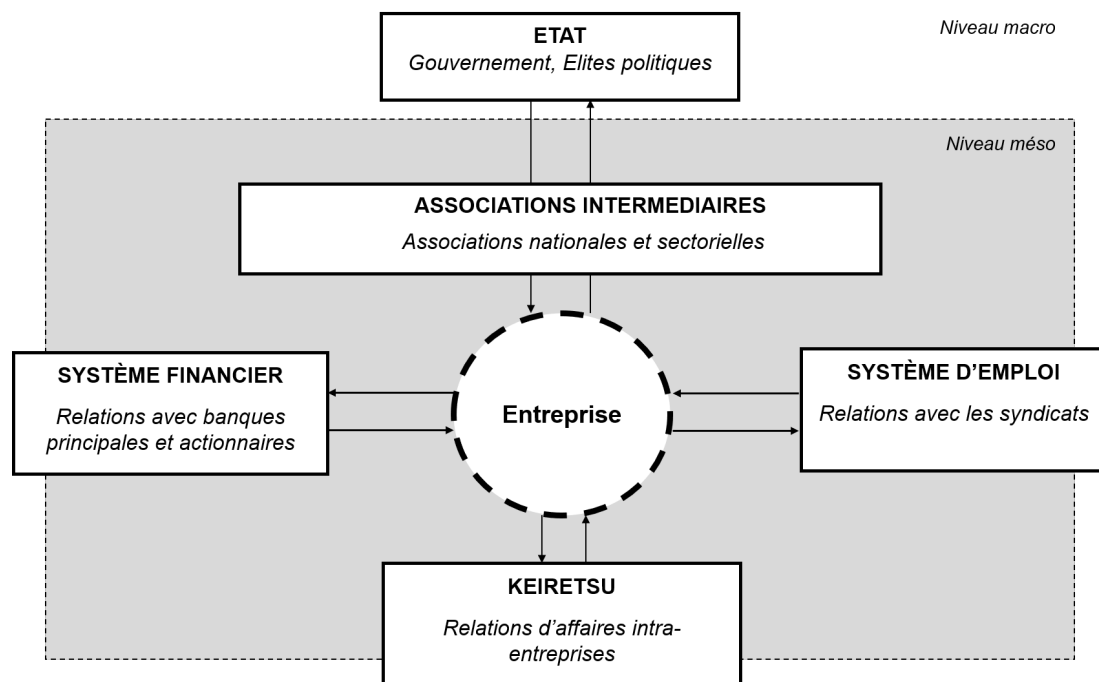 ETAT
Gouvernement, Elites politiques
Niveau macro
Niveau méso
ASSOCIATIONS INTERMEDIAIRES
Associations nationales et sectorielles
SYSTÈME FINANCIER
Relations avec banques
principales et actionnaires
Entreprise
SYSTÈME D’EMPLOI
Relations avec les syndicats
KEIRETSU
Relations d’affaires intra-
entreprises